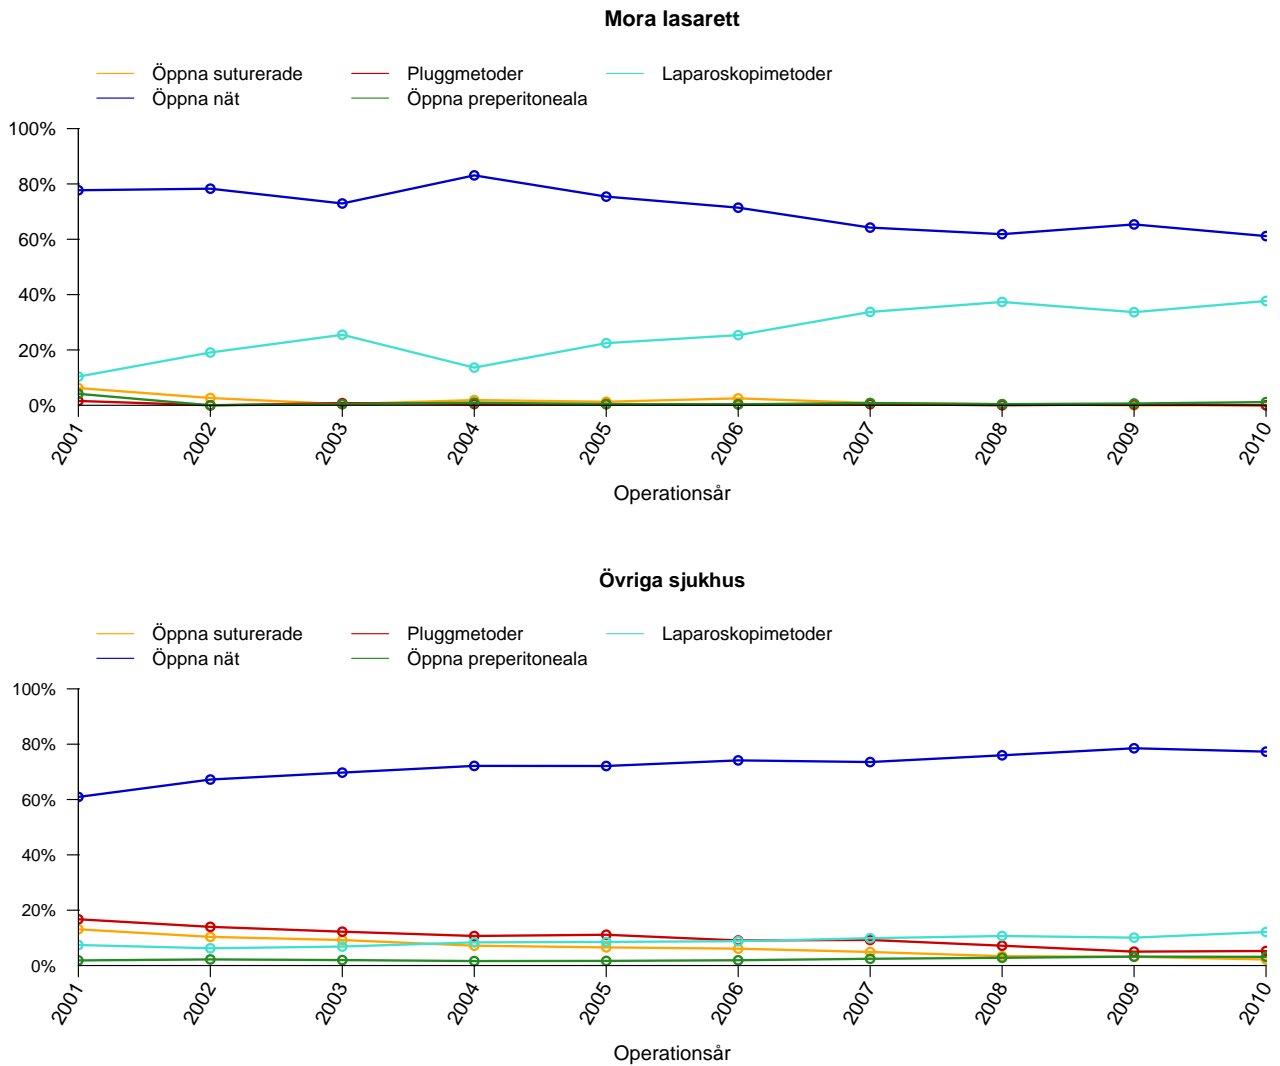 Mora lasarett
Öppna suturerade Pluggmetoder Laparoskopimetoder
Öppna nät Öppna preperitoneala
100%
80%
60%
40%
20%
0%
2001 2002 2003 2004 2005 2006 2007 2008 2009 2010
Operationsår
Övriga sjukhus
Öppna suturerade Pluggmetoder Laparoskopimetoder
Öppna nät Öppna preperitoneala
100%
80%
60%
40%
20%
0%
2001 2002 2003 2004 2005 2006 2007 2008 2009 2010
Operationsår